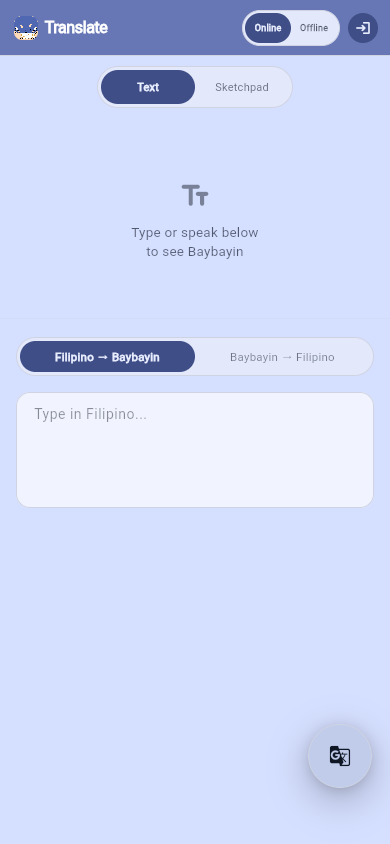 Translate
Online
Offline
Text
Sketchpad
Type or speak below
to see Baybayin
Filipino → Baybayin
Baybayin → Filipino
Type in Filipino...